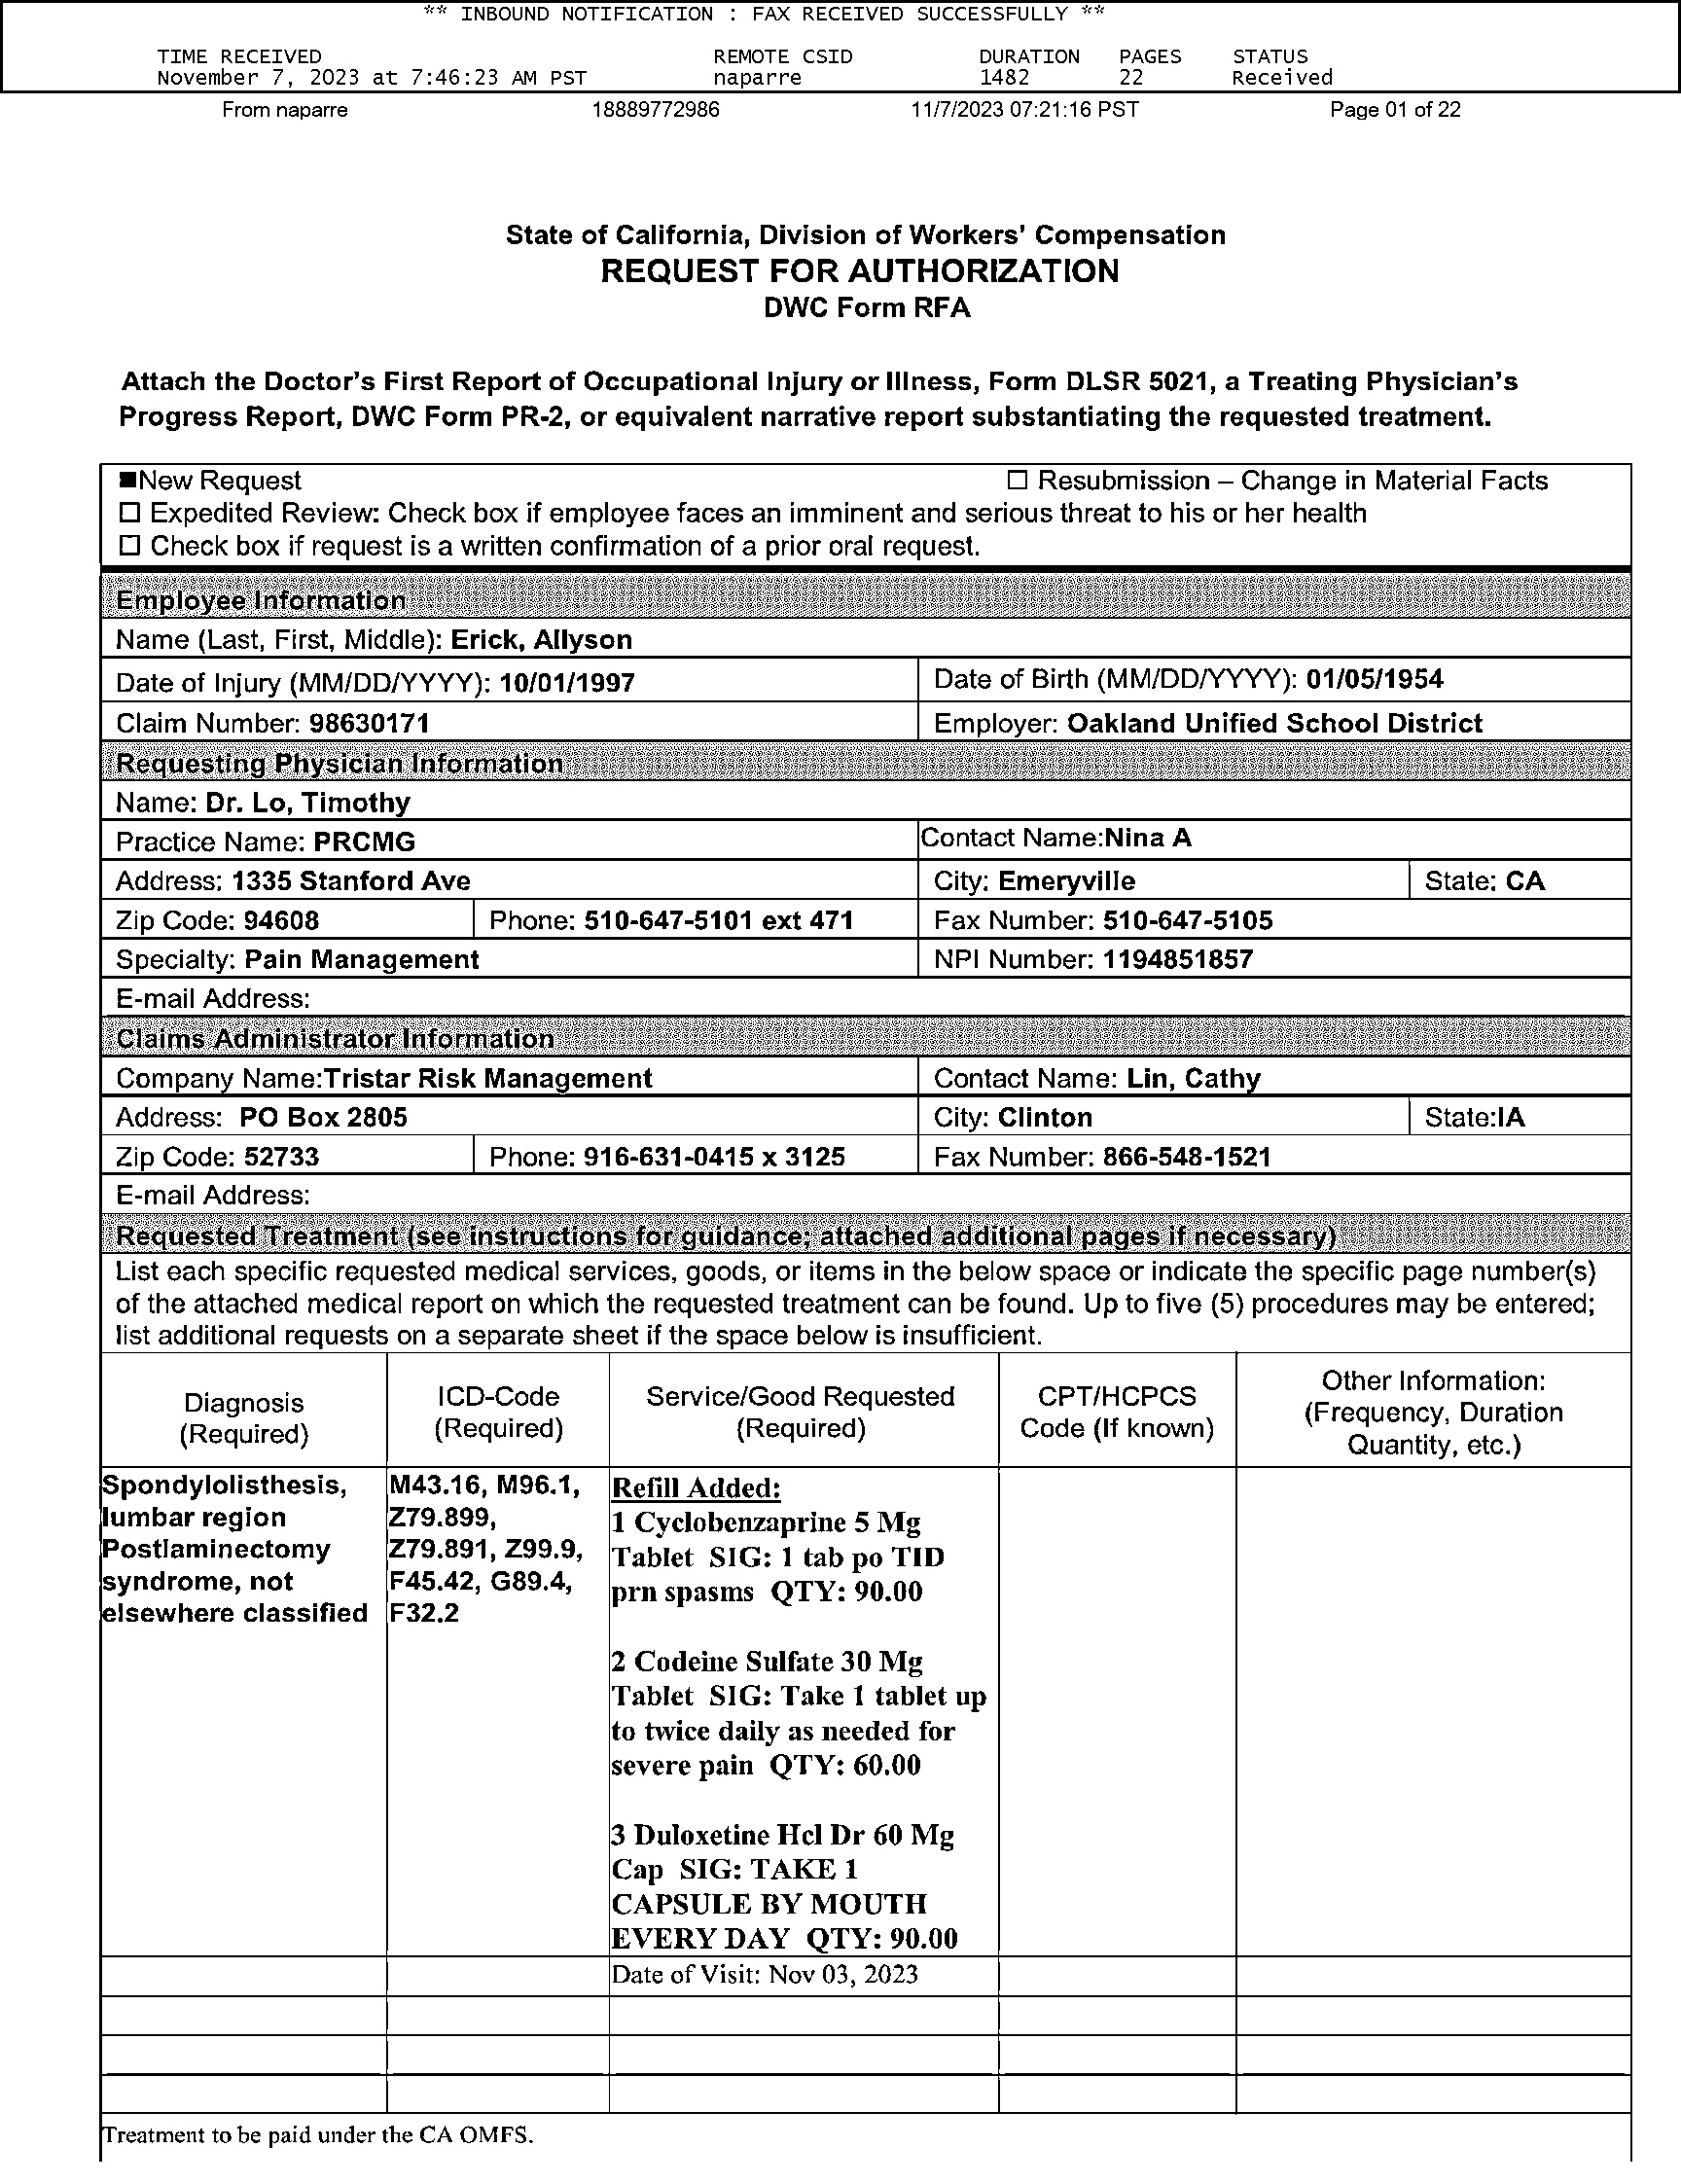 ** INBOUND NOTIFICATION : FAX RECEIVED SUCCESSFULLY **
TIME RECEIVED REMOTE CSID DURATION PAGES STATUS
November 7, 2023 at 7:46:23 AM PST naparre 1482 22 Received
From naparre 18889772986 11/7/2023 07:21:16 PST Page 01 of 22
State of California, Division of Workers' Compensation
REQUEST FOR AUTHORIZATION
DWC Form RFA
Attach the Doctor's First Report of Occupational Injury or Illness, Form DLSR 5021, a Treating Physician's
Progress Report, DWC Form PR-2, or equivalent narrative report substantiating the requested treatment.
■New Request ☐ Resubmission – Change in Material Facts
☐ Expedited Review: Check box if employee faces an imminent and serious threat to his or her health
☐ Check box if request is a written confirmation of a prior oral request.
Employee Information
Name (Last, First, Middle): Erick, Allyson
Date of Injury (MM/DD/YYYY): 10/01/1997 Date of Birth (MM/DD/YYYY): 01/05/1954
Claim Number: 98630171 Employer: Oakland Unified School District
Requesting Physician Information
Name: Dr. Lo, Timothy
Practice Name: PRCMG Contact Name:Nina A
Address: 1335 Stanford Ave City: Emeryville State: CA
Zip Code: 94608 Phone: 510-647-5101 ext 471 Fax Number: 510-647-5105
Specialty: Pain Management NPI Number: 1194851857
E-mail Address:
Claims Administrator Information
Company Name:Tristar Risk Management Contact Name: Lin, Cathy
Address: PO Box 2805 City: Clinton State:IA
Zip Code: 52733 Phone: 916-631-0415 x 3125 Fax Number: 866-548-1521
E-mail Address:
Requested Treatment (see instructions for guidance; attached additional pages if necessary)
List each specific requested medical services, goods, or items in the below space or indicate the specific page number(s)
of the attached medical report on which the requested treatment can be found. Up to five (5) procedures may be entered;
list additional requests on a separate sheet if the space below is insufficient.
Diagnosis
(Required)
ICD-Code
(Required)
Service/Good Requested
(Required)
CPT/HCPCS
Code (If known)
Other Information:
(Frequency, Duration
Quantity, etc.)
Spondylolisthesis,
lumbar region
Postlaminectomy
syndrome, not
elsewhere classified
M43.16, M96.1,
Z79.899,
Z79.891, Z99.9,
F45.42, G89.4,
F32.2
Refill Added:
1 Cyclobenzaprine 5 Mg
Tablet SIG: 1 tab po TID
prn spasms QTY: 90.00
2 Codeine Sulfate 30 Mg
Tablet SIG: Take 1 tablet up
to twice daily as needed for
severe pain QTY: 60.00
3 Duloxetine Hcl Dr 60 Mg
Cap SIG: TAKE 1
CAPSULE BY MOUTH
EVERY DAY QTY: 90.00
Date of Visit: Nov 03, 2023
Treatment to be paid under the CA OMFS.